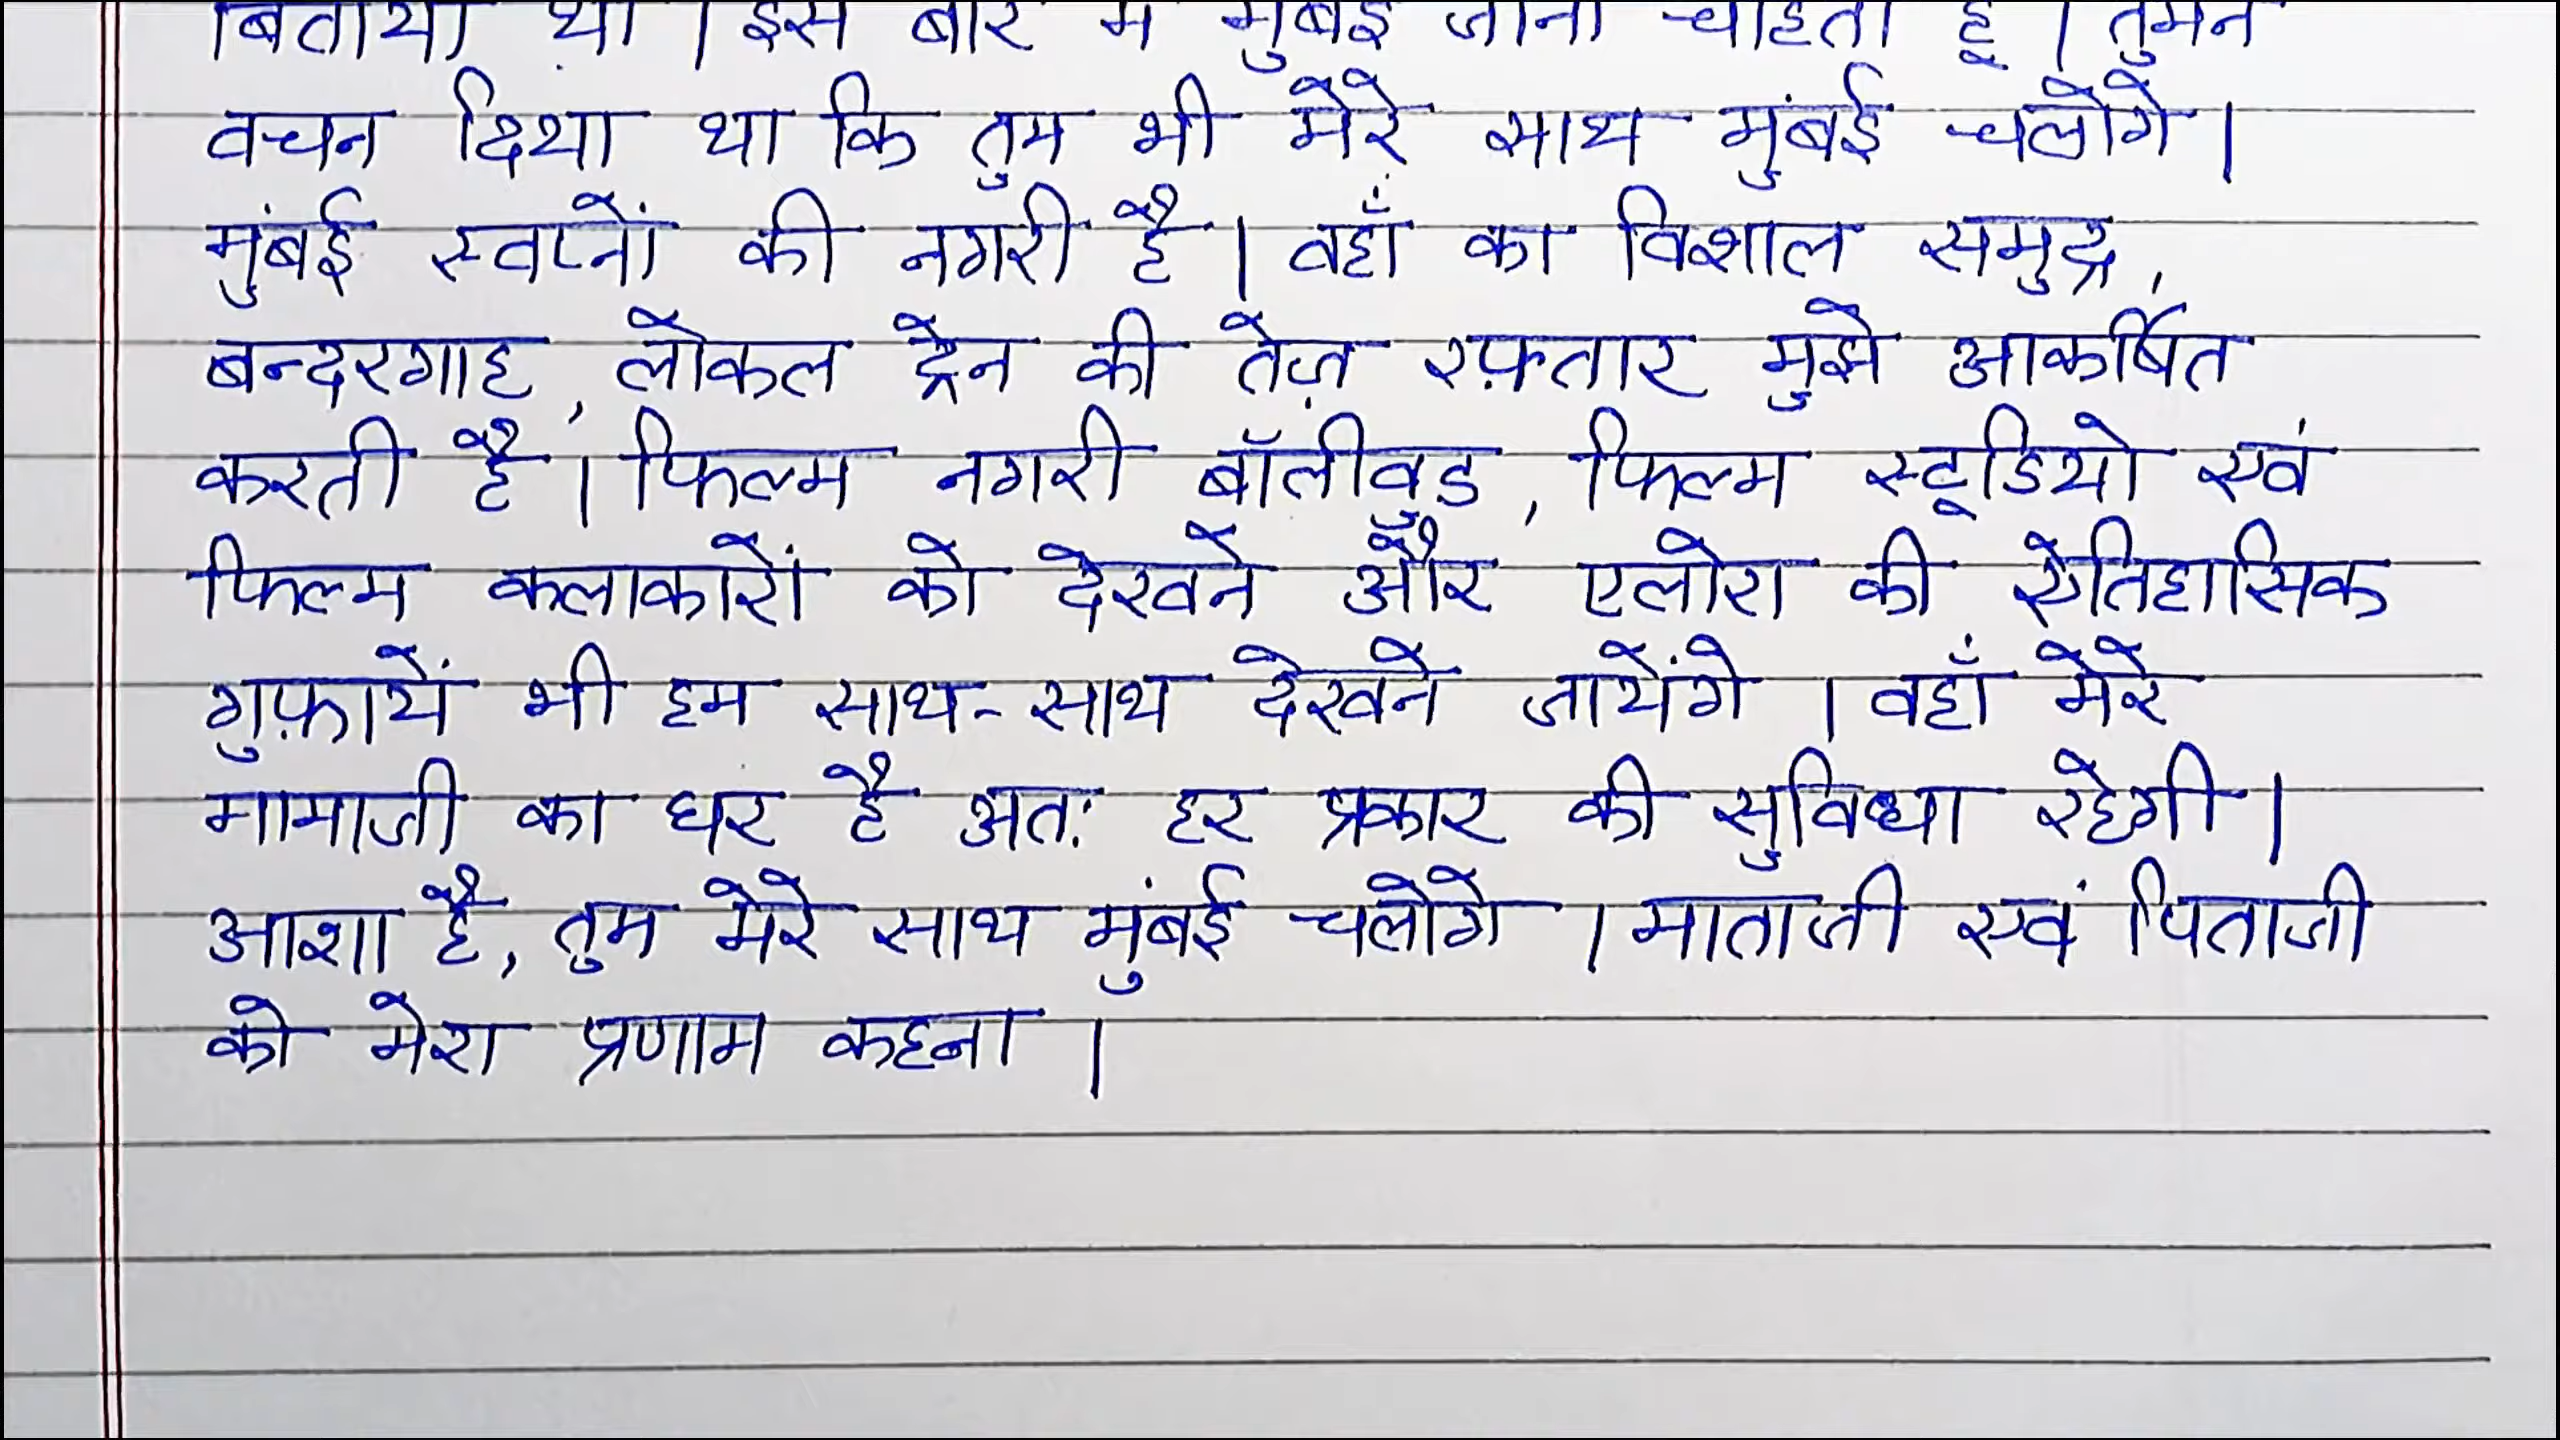 बिताया था । इस बार मैं मुंबई जाना चाहता हूँ । तुमने
वचन दिया था कि तुम भी मेरे साथ मुंबई चलोगे ।
मुंबई स्वप्नों की नगरी है । वहाँ का विशाल समुद्र,
बन्दरगाह, लोकल ट्रेन की तेज़ रफ़तार मुझे आकर्षित
करती है । फिल्म नगरी बॉलीवुड, फिल्म स्टूडियो एवं
फिल्म कलाकारों को देखने और एलोरा की ऐतिहासिक
गुफ़ायें भी हम साथ-साथ देखने जायेंगे । वहाँ मेरे
मामाजी का घर है अतः हर प्रकार की सुविधा रहेगी ।
आशा है, तुम मेरे साथ मुंबई चलोगे । माताजी एवं पिताजी
को मेरा प्रणाम कहना ।